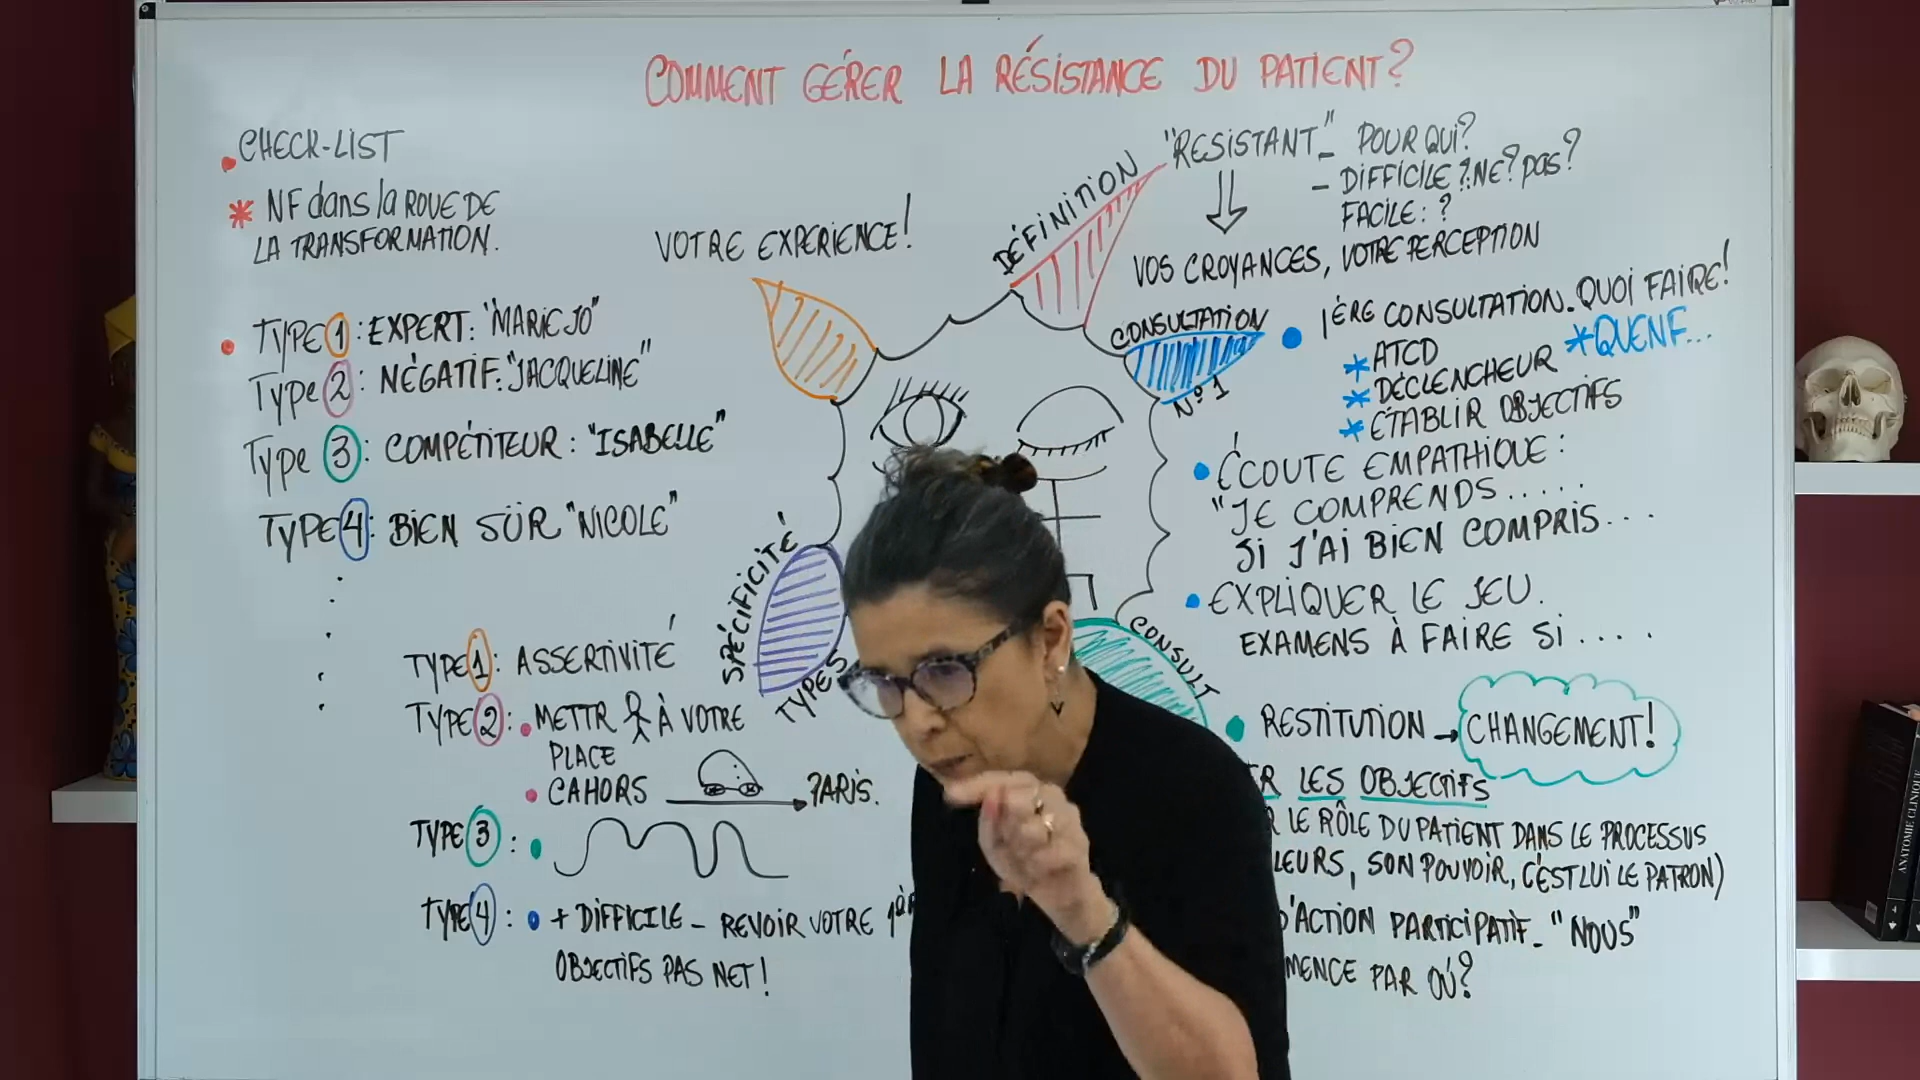 COMMENT GÉRER LA RÉSISTANCE DU PATIENT?
CHECK-LIST
* NF dans la ROUE DE
LA TRANSFORMATION.
TYPE 1 : EXPERT: "MARIE JO"
Type 2 : NÉGATIF: "JACQUELINE"
Type 3 : COMPÉTITEUR : "ISABELLE"
TYPE 4 : BIEN SÛR "NICOLE"
TYPE 1 : ASSERTIVITÉ
TYPE 2 : METTR À VOTRE
PLACE
CAHORS PARIS.
TYPE 3 :
TYPE 4 : + DIFFICILE - REVOIR VOTRE 1èr
OBJECTIFS PAS NET!
VOTRE EXPERIENCE!
SPÉCIFICITÉ
TYPES
DÉFINITION
"RESISTANT" - POUR QUI?
- DIFFICILE? NE? pas?
FACILE: ?
VOS CROYANCES, VOTRE PERCEPTION
CONSULTATION
N°1
1ÈRE CONSULTATION. QUOI FAIRE!
* ATCD
* QUENF...
* DÉCLENCHEUR
* ÉTABLIR OBJECTIFS
ÉCOUTE EMPATHIQUE :
"JE COMPRENDS.....
SI J'AI BIEN COMPRIS...
EXPLIQUER LE JEU.
EXAMENS À FAIRE SI ....
CONSULT
RESTITUTION → CHANGEMENT!
R LES OBJECTIFS
R LE RÔLE DU PATIENT DANS LE PROCESSUS
LEURS, SON POUVOIR, C'EST LUI LE PATRON)
D'ACTION PARTICIPATIF - "NOUS"
MENCE PAR OÙ?
ANATOMIE CLINIQUE
4